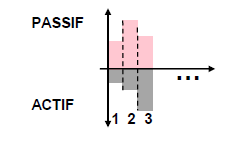 PASSIF
...
ACTIF
1 2 3